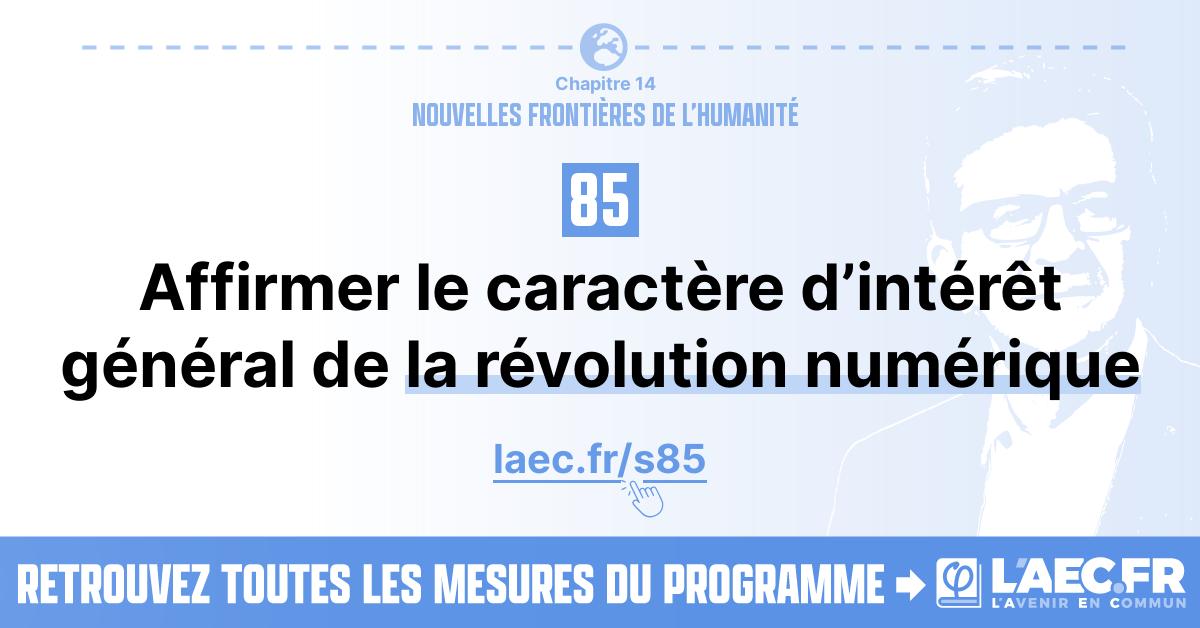 Chapitre 14
NOUVELLES FRONTIÈRES DE L’HUMANITÉ
85
Affirmer le caractère d’intérêt
général de la révolution numérique
laec.fr/s85
RETROUVEZ TOUTES LES MESURES DU PROGRAMME
φ
L'AEC.FR
L'AVENIR EN COMMUN